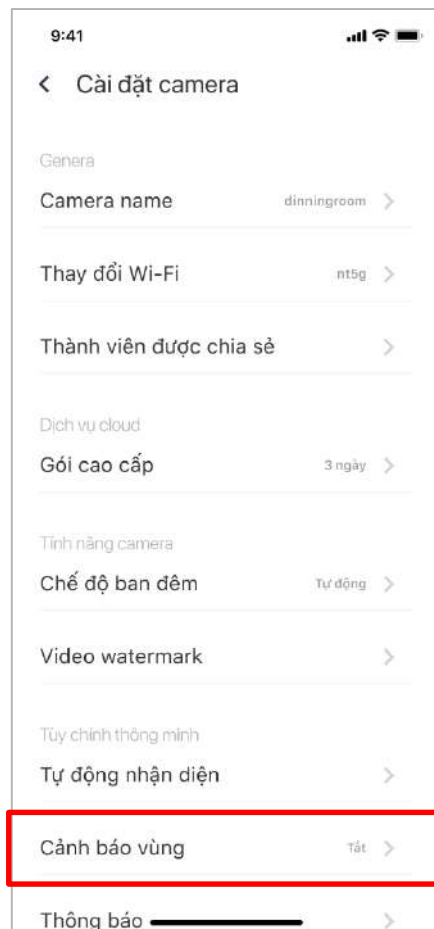 9:41
Cài đặt camera
Genera
Camera name dinningroom
Thay đổi Wi-Fi nt5g
Thành viên được chia sẻ
Dịch vụ cloud
Gói cao cấp 3 ngày
Tính năng camera
Chế độ ban đêm Tự động
Video watermark
Tùy chỉnh thông minh
Tự động nhận diện
Cảnh báo vùng Tắt
Thông báo